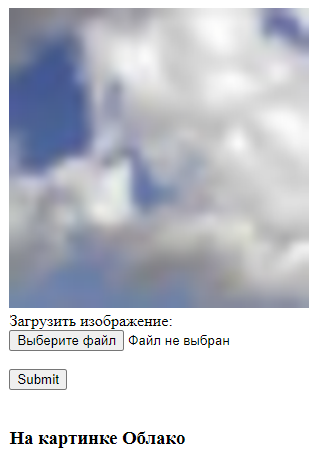 Загрузить изображение:
Выберите файл Файл не выбран
Submit
На картинке Облако